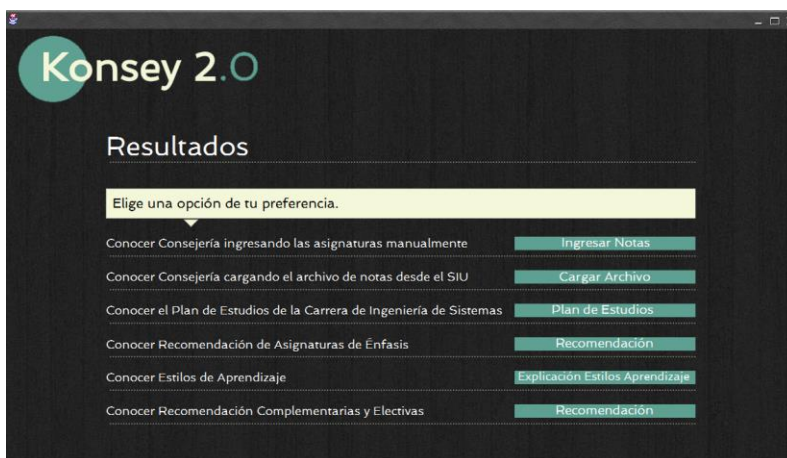 Konsey 2.0
Resultados
Elige una opción de tu preferencia.
Conocer Consejería ingresando las asignaturas manualmente Ingresar Notas
Conocer Consejería cargando el archivo de notas desde el SIU Cargar Archivo
Conocer el Plan de Estudios de la Carrera de Ingeniería de Sistemas Plan de Estudios
Conocer Recomendación de Asignaturas de Énfasis Recomendación
Conocer Estilos de Aprendizaje Explicación Estilos Aprendizaje
Conocer Recomendación Complementarias y Electivas Recomendación